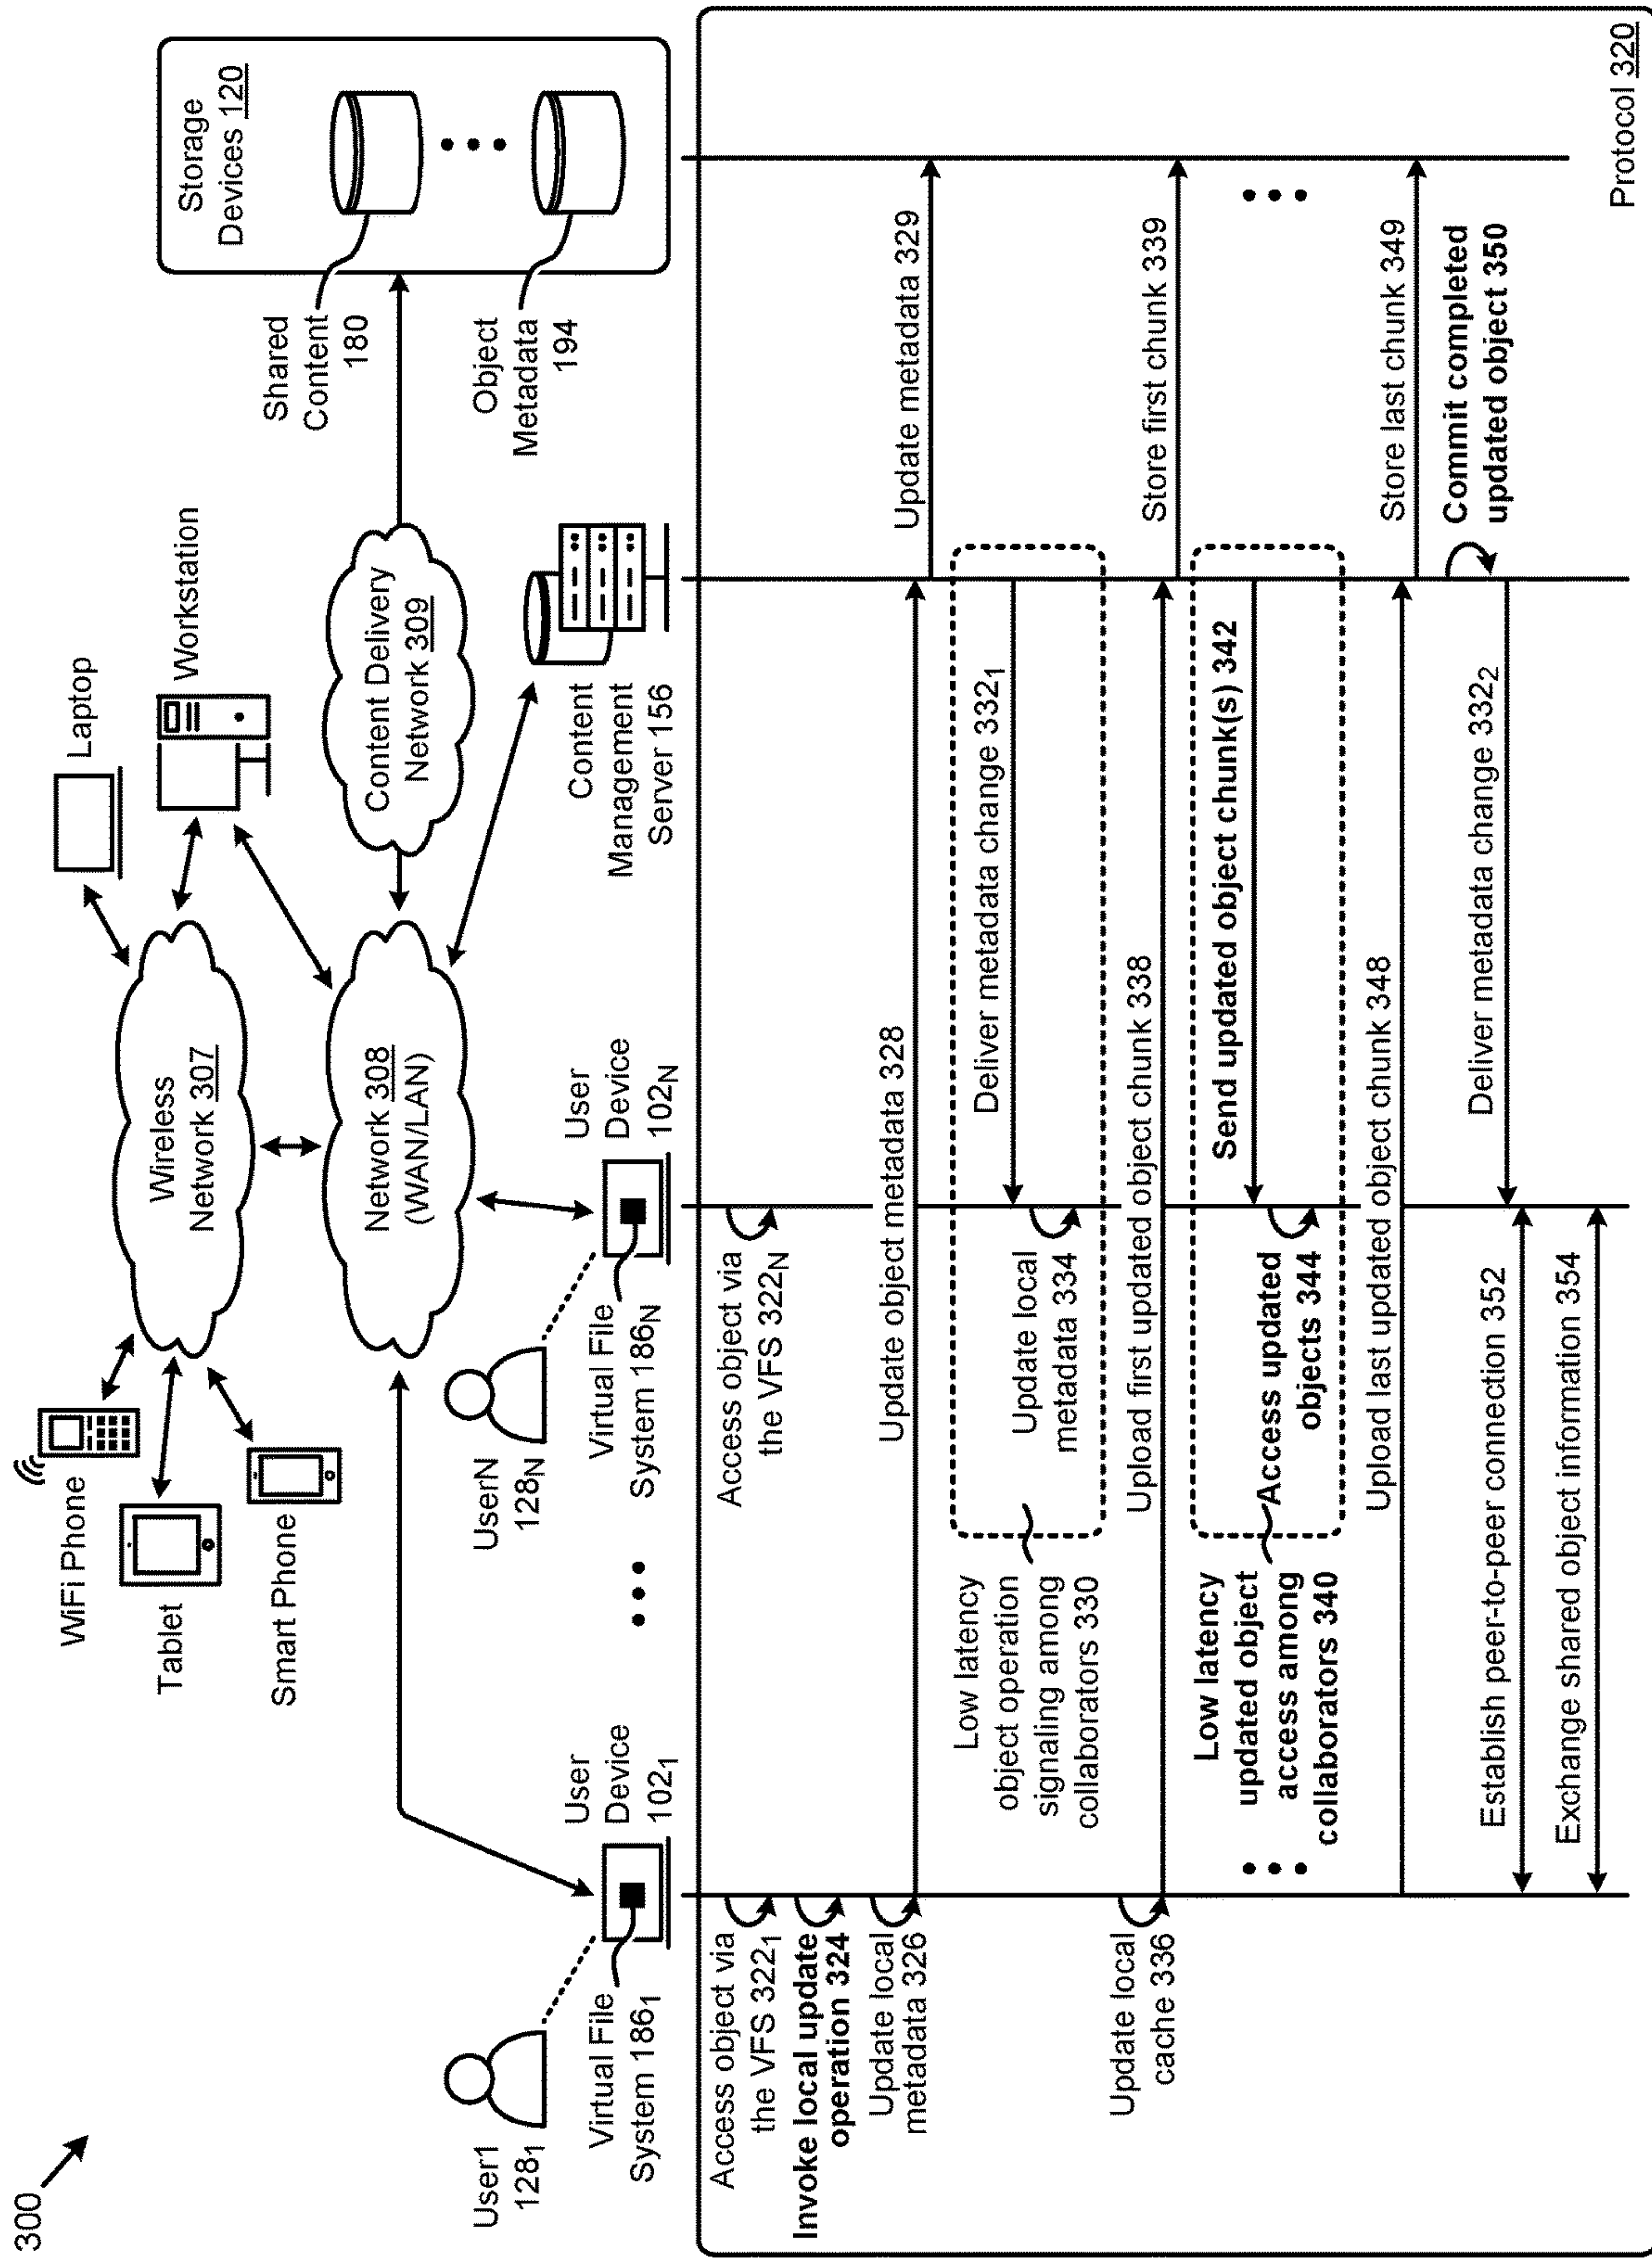 300
WiFi Phone
Tablet
Smart Phone
Wireless
Network 307
Laptop
Workstation
Network 308
(WAN/LAN)
Content Delivery
Network 309
Storage
Devices 120
Shared
Content
180
Object
Metadata
194
User1
128₁
Virtual File
System 186₁
User
Device
102₁
UserN
128N
Virtual File
System 186N
User
Device
102N
Content
Management
Server 156
Access object via
the VFS 322₁
Access object via
the VFS 322N
Invoke local update
operation 324
Update local
metadata 326
Update object metadata 328
Update metadata 329
Low latency
object operation
signaling among
collaborators 330
Deliver metadata change 332₁
Update local
metadata 334
Update local
cache 336
Upload first updated object chunk 338
Store first chunk 339
Low latency
updated object
access among
collaborators 340
Send updated object chunk(s) 342
Access updated
objects 344
Upload last updated object chunk 348
Store last chunk 349
Commit completed
updated object 350
Deliver metadata change 332₂
Establish peer-to-peer connection 352
Exchange shared object information 354
Protocol 320